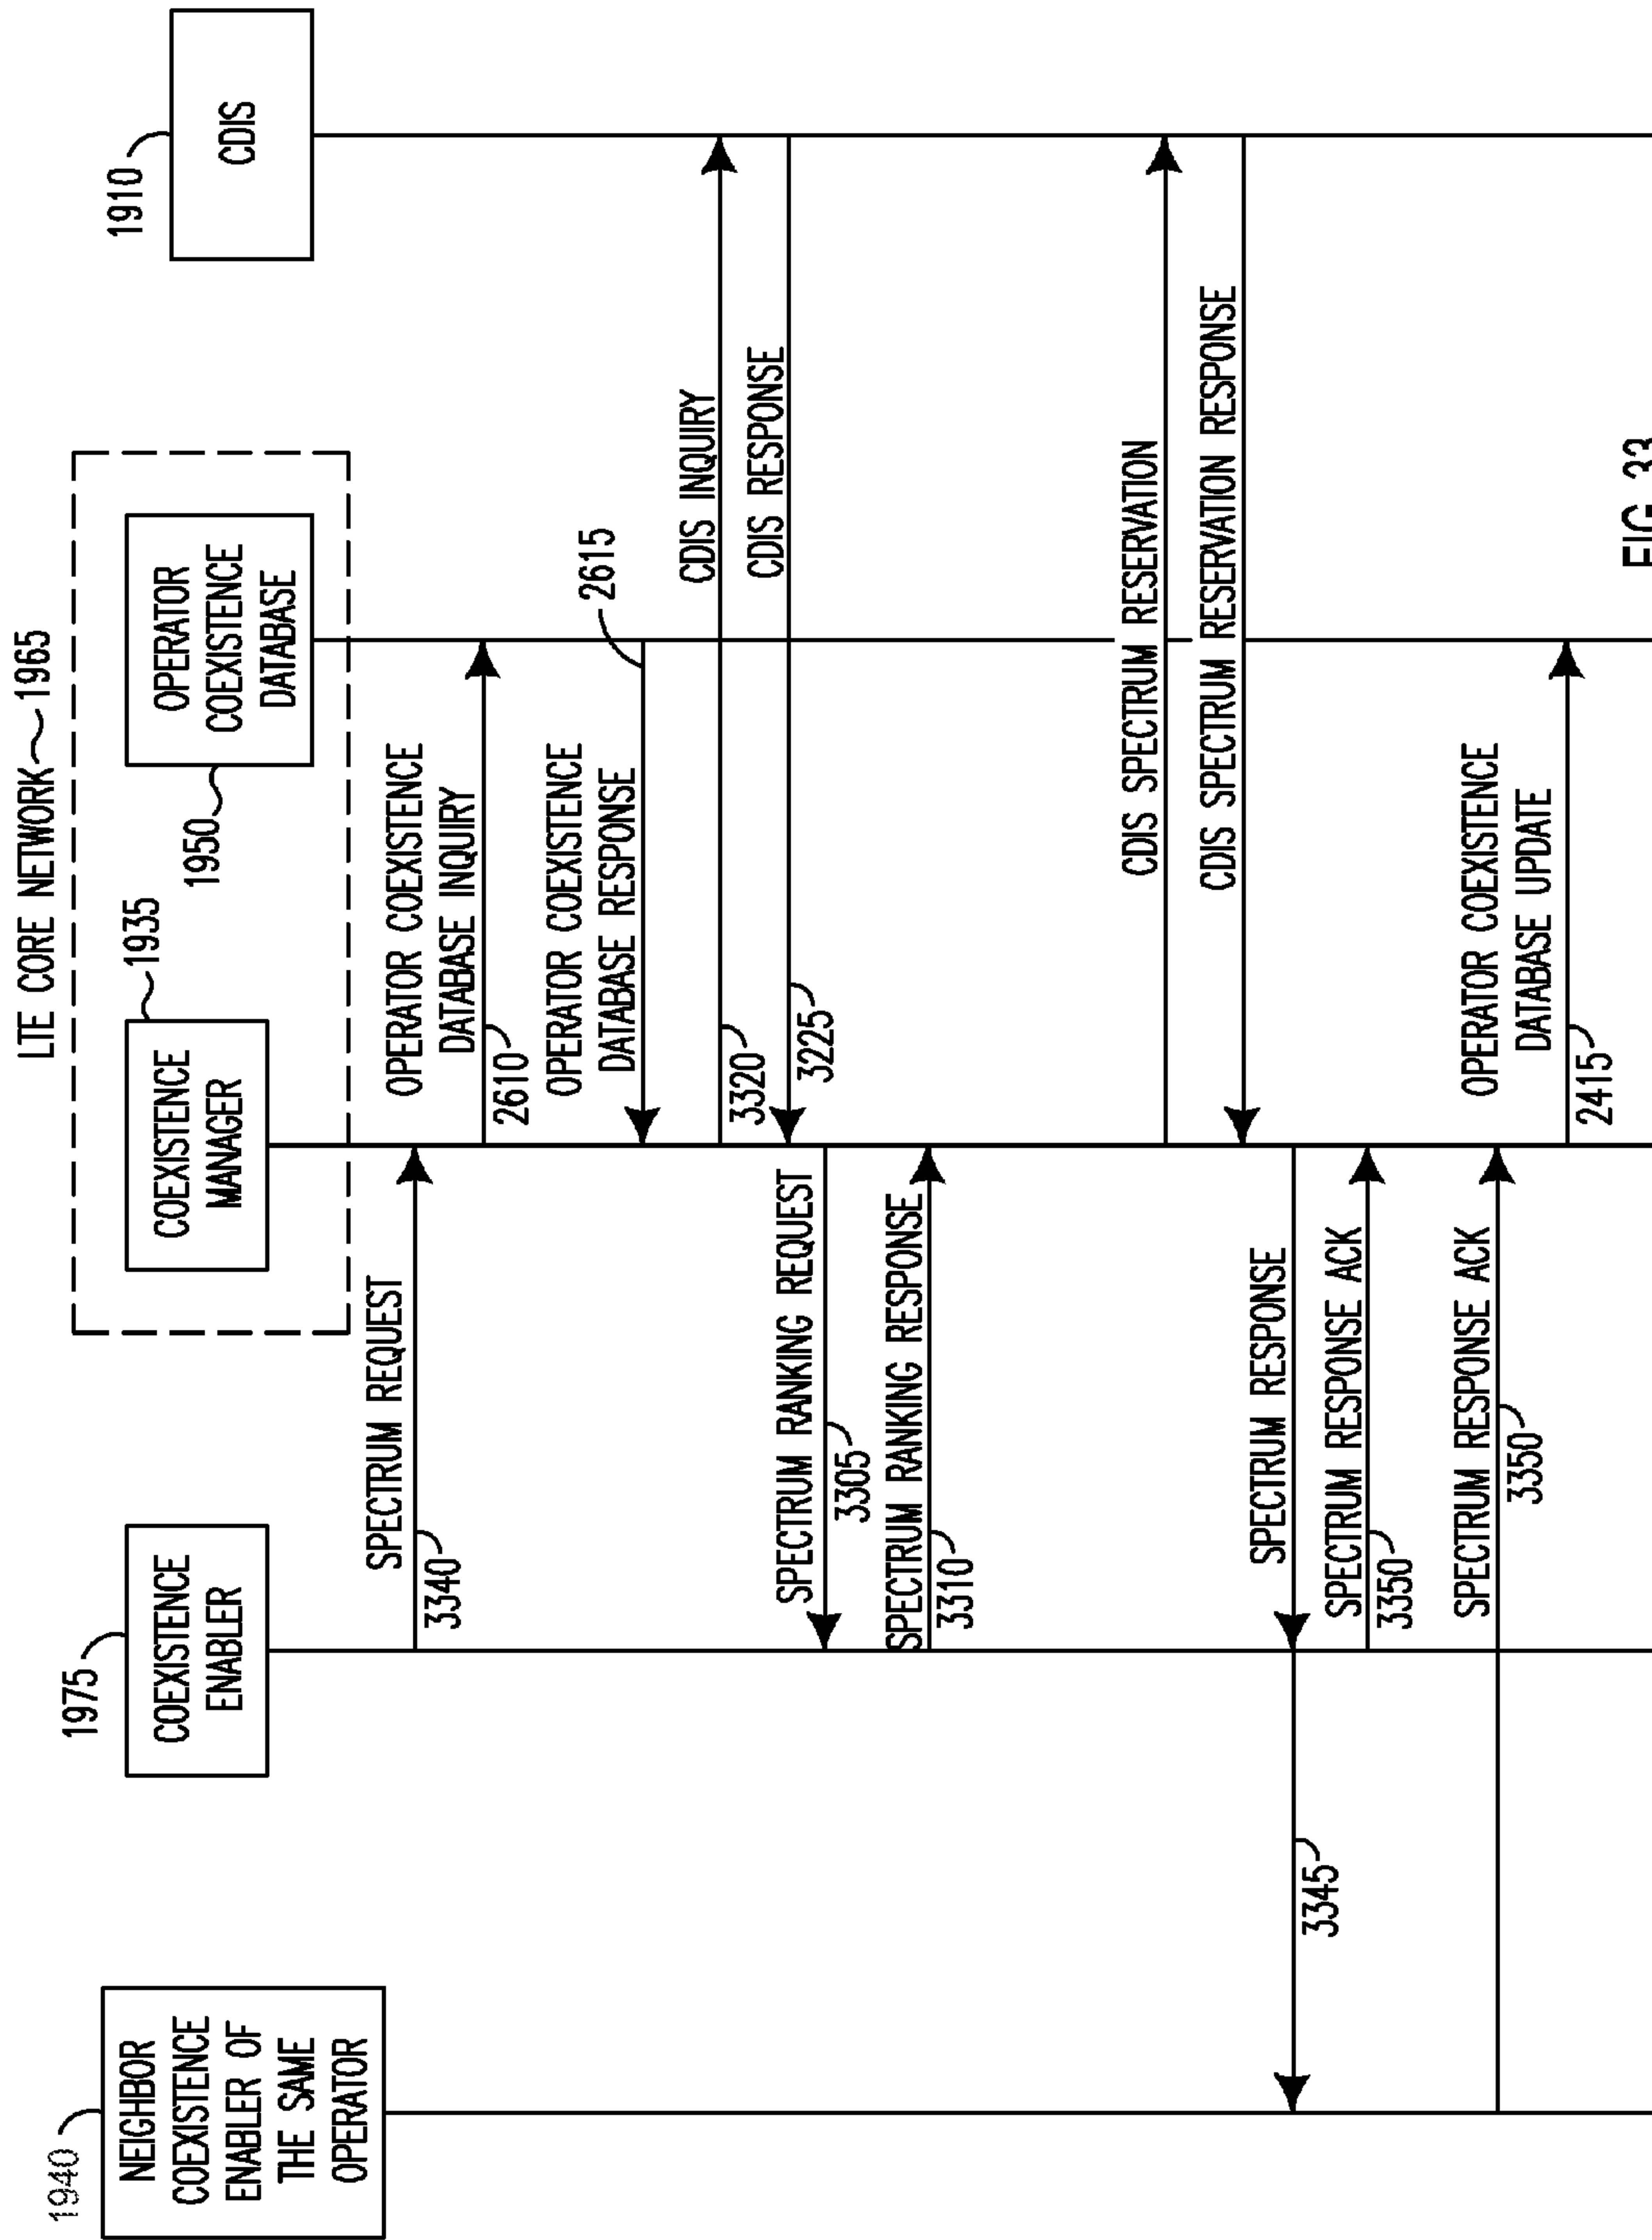 LTE CORE NETWORK 1965
1940
NEIGHBOR
COEXISTENCE
ENABLER OF
THE SAME
OPERATOR
1975
COEXISTENCE
ENABLER
1935
COEXISTENCE
MANAGER
1950
OPERATOR
COEXISTENCE
DATABASE
1910
CDIS
SPECTRUM REQUEST
3340
OPERATOR COEXISTENCE
DATABASE INQUIRY
2610
OPERATOR COEXISTENCE
DATABASE RESPONSE
2615
CDIS INQUIRY
3320
CDIS RESPONSE
3225
SPECTRUM RANKING REQUEST
3305
SPECTRUM RANKING RESPONSE
3310
CDIS SPECTRUM RESERVATION
CDIS SPECTRUM RESERVATION RESPONSE
SPECTRUM RESPONSE
3345
SPECTRUM RESPONSE ACK
3350
SPECTRUM RESPONSE ACK
3350
OPERATOR COEXISTENCE
DATABASE UPDATE
2415
FIG. 33